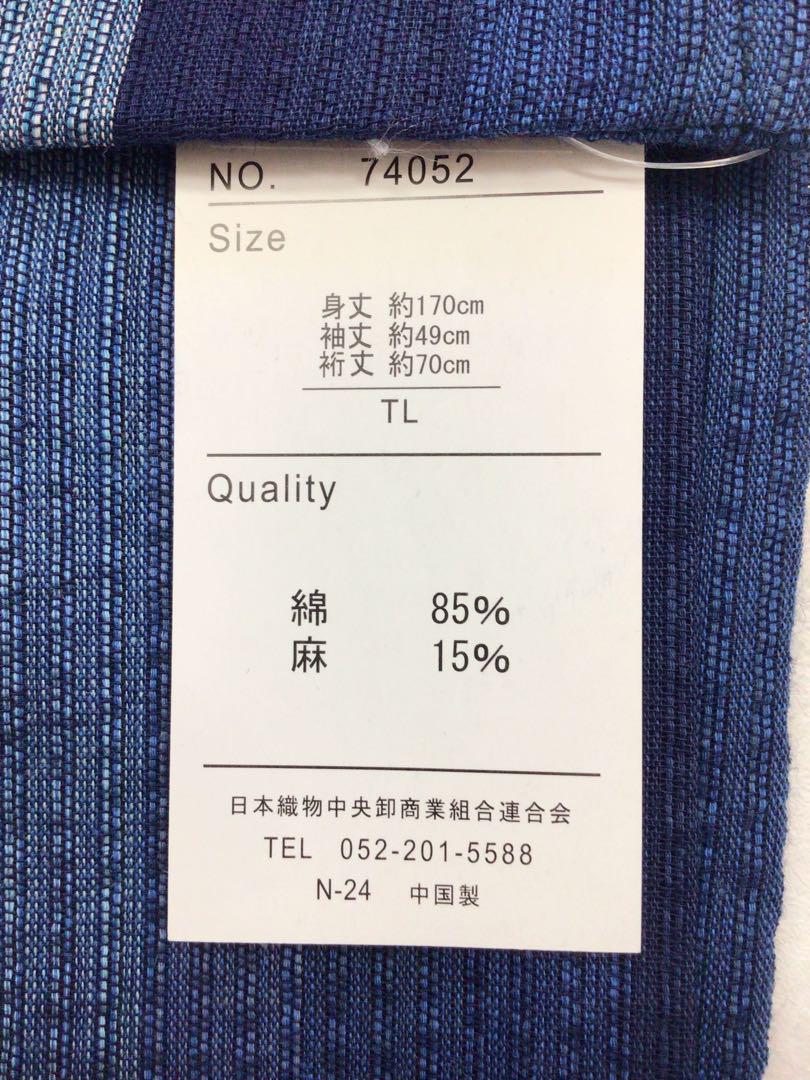 NO. 74052
Size
身丈 約170cm
袖丈 約49cm
裄丈 約70cm
TL
Quality
綿 85%
麻 15%
日本織物中央卸商業組合連合会
TEL 052-201-5588
N-24 中国製